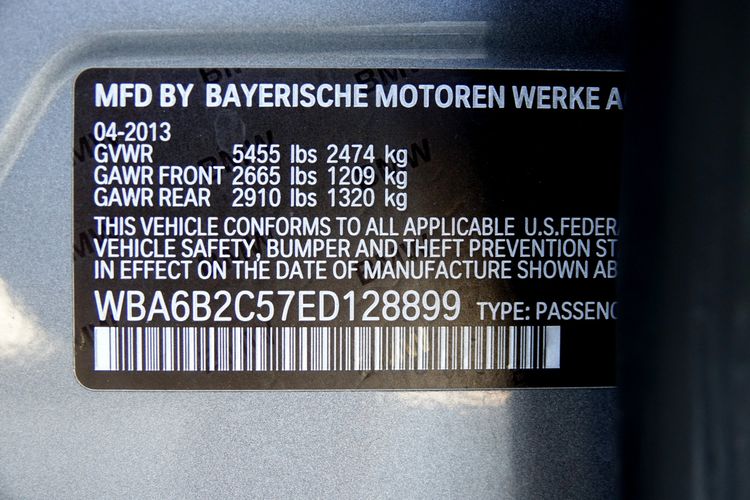 MFD BY BAYERISCHE MOTOREN WERKE
04-2013
GVWR 5455 lbs 2474 kg
GAWR FRONT 2665 lbs 1209 kg
GAWR REAR 2910 lbs 1320 kg
THIS VEHICLE CONFORMS TO ALL APPLICABLE U.S.FEDER
VEHICLE SAFETY, BUMPER AND THEFT PREVENTION ST
IN EFFECT ON THE DATE OF MANUFACTURE SHOWN AB
WBA6B2C57ED128899 TYPE: PASSENG